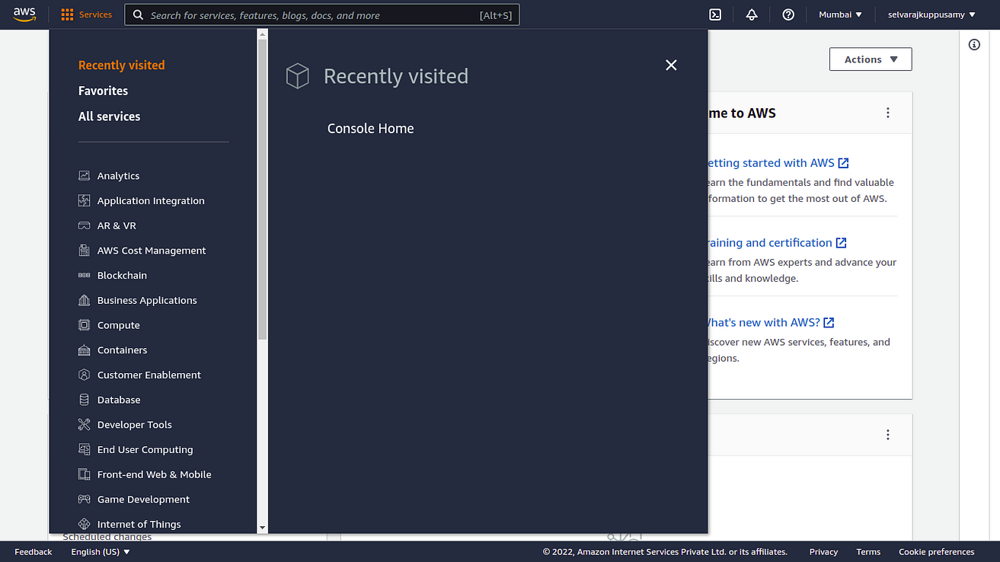 aws
Services
Search for services, features, blogs, docs, and more
[Alt+S]
Mumbai
selvarajkuppusamy
Recently visited
Favorites
All services
Analytics
Application Integration
AR & VR
AWS Cost Management
Blockchain
Business Applications
Compute
Containers
Customer Enablement
Database
Developer Tools
End User Computing
Front-end Web & Mobile
Game Development
Internet of Things
Recently visited
Console Home
Actions
me to AWS
etting started with AWS
earn the fundamentals and find valuable
formation to get the most out of AWS.
raining and certification
earn from AWS experts and advance your
ills and knowledge.
What's new with AWS?
iscover new AWS services, features, and
egions.
Scheduled changes
Feedback
English (US)
© 2022, Amazon Internet Services Private Ltd. or its affiliates.
Privacy
Terms
Cookie preferences